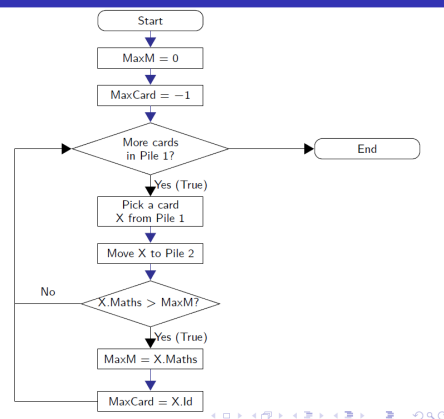 Start
MaxM = 0
MaxCard = −1
More cards
in Pile 1?
End
Yes (True)
Pick a card
X from Pile 1
Move X to Pile 2
No
X.Maths > MaxM?
Yes (True)
MaxM = X.Maths
MaxCard = X.Id